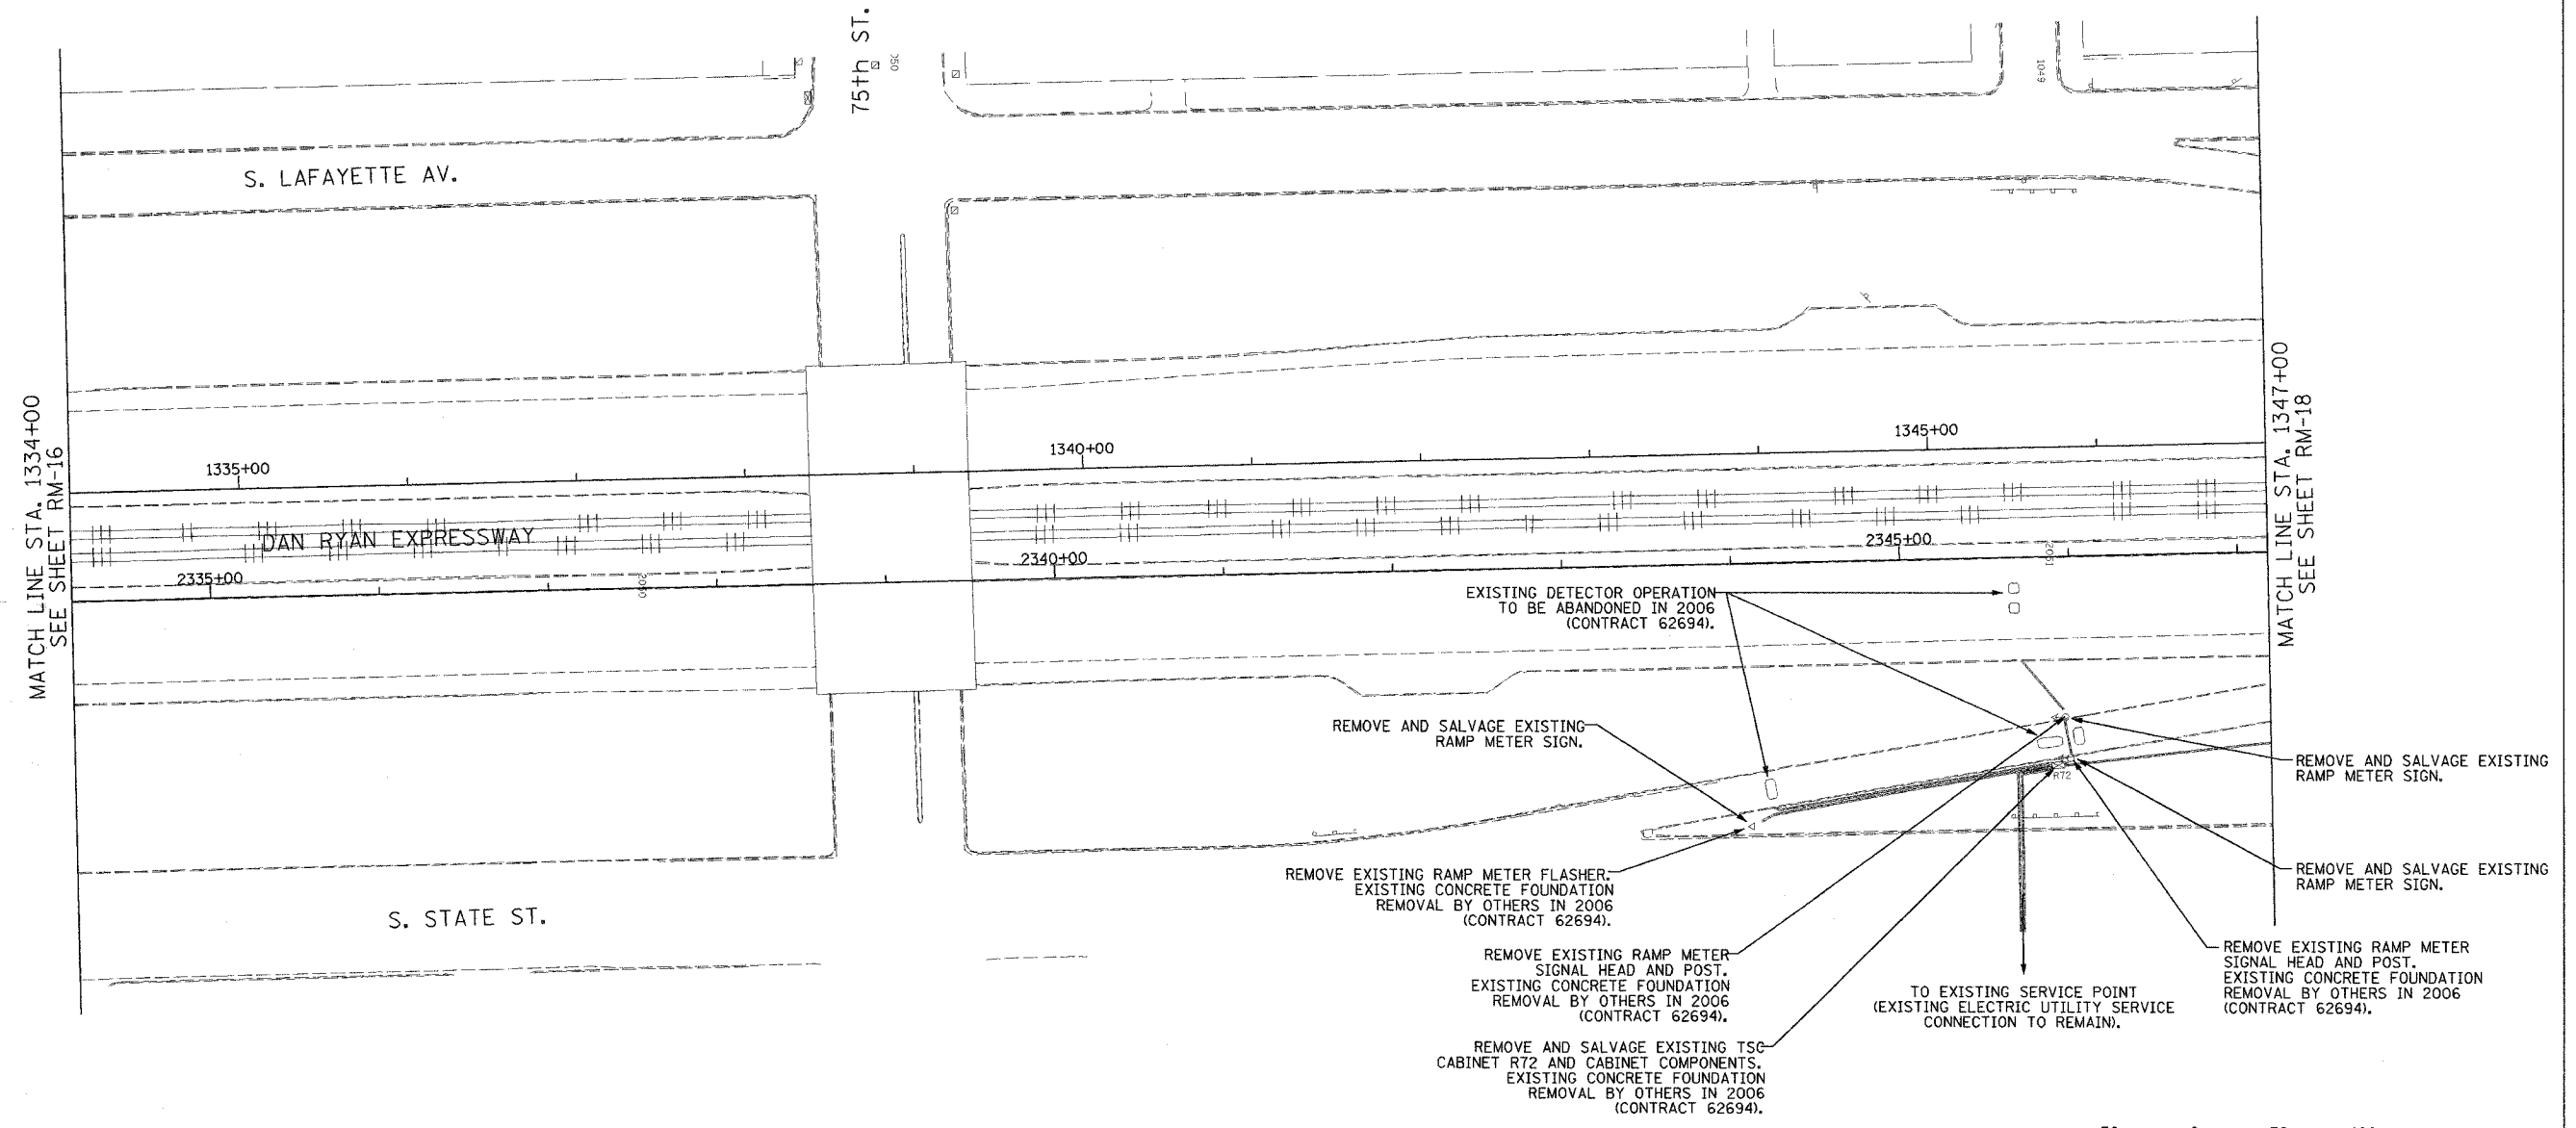 75th ST.
1049
S. LAFAYETTE AV.
MATCH LINE STA. 1334+00
SEE SHEET RM-16
MATCH LINE STA. 1347+00
SEE SHEET RM-18
1335+00
1340+00
1345+00
DAN RYAN EXPRESSWAY
2335+00
2340+00
2345+00
EXISTING DETECTOR OPERATION
TO BE ABANDONED IN 2006
(CONTRACT 62694).
REMOVE AND SALVAGE EXISTING
RAMP METER SIGN.
REMOVE AND SALVAGE EXISTING
RAMP METER SIGN.
R72
REMOVE EXISTING RAMP METER FLASHER.
EXISTING CONCRETE FOUNDATION
REMOVAL BY OTHERS IN 2006
(CONTRACT 62694).
REMOVE AND SALVAGE EXISTING
RAMP METER SIGN.
S. STATE ST.
REMOVE EXISTING RAMP METER
SIGNAL HEAD AND POST.
EXISTING CONCRETE FOUNDATION
REMOVAL BY OTHERS IN 2006
(CONTRACT 62694).
TO EXISTING SERVICE POINT
(EXISTING ELECTRIC UTILITY SERVICE
CONNECTION TO REMAIN).
REMOVE EXISTING RAMP METER
SIGNAL HEAD AND POST.
EXISTING CONCRETE FOUNDATION
REMOVAL BY OTHERS IN 2006
(CONTRACT 62694).
REMOVE AND SALVAGE EXISTING TSC
CABINET R72 AND CABINET COMPONENTS.
EXISTING CONCRETE FOUNDATION
REMOVAL BY OTHERS IN 2006
(CONTRACT 62694).